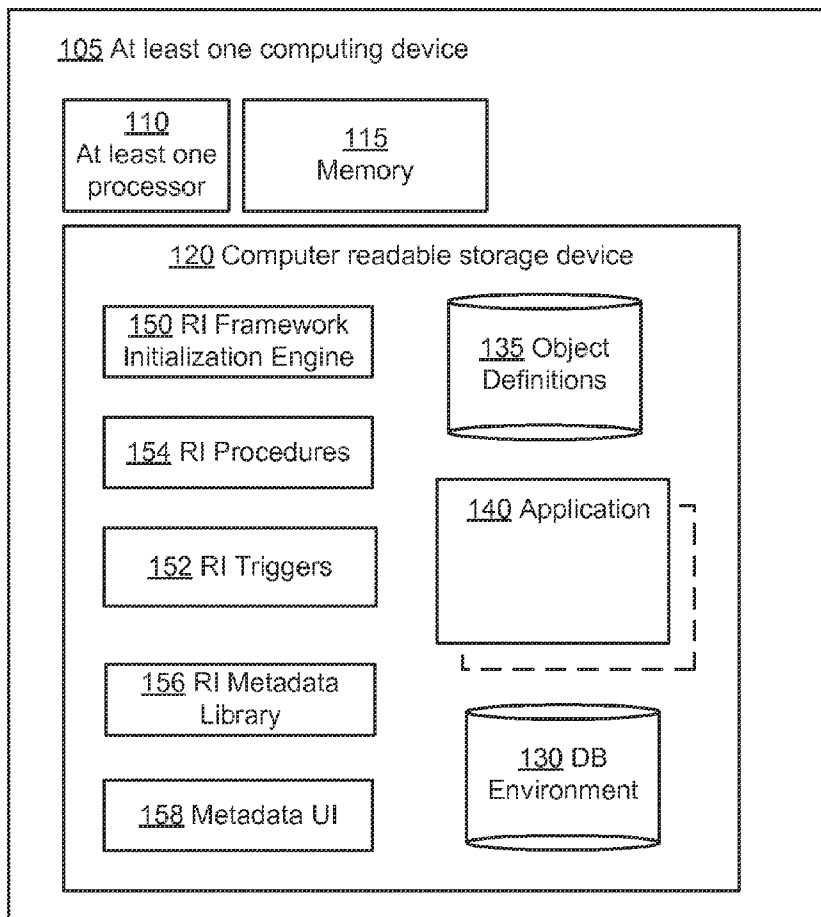 105 At least one computing device
110
At least one
processor
115
Memory
120 Computer readable storage device
150 RI Framework
Initialization Engine
135 Object
Definitions
154 RI Procedures
140 Application
152 RI Triggers
156 RI Metadata
Library
130 DB
Environment
158 Metadata UI